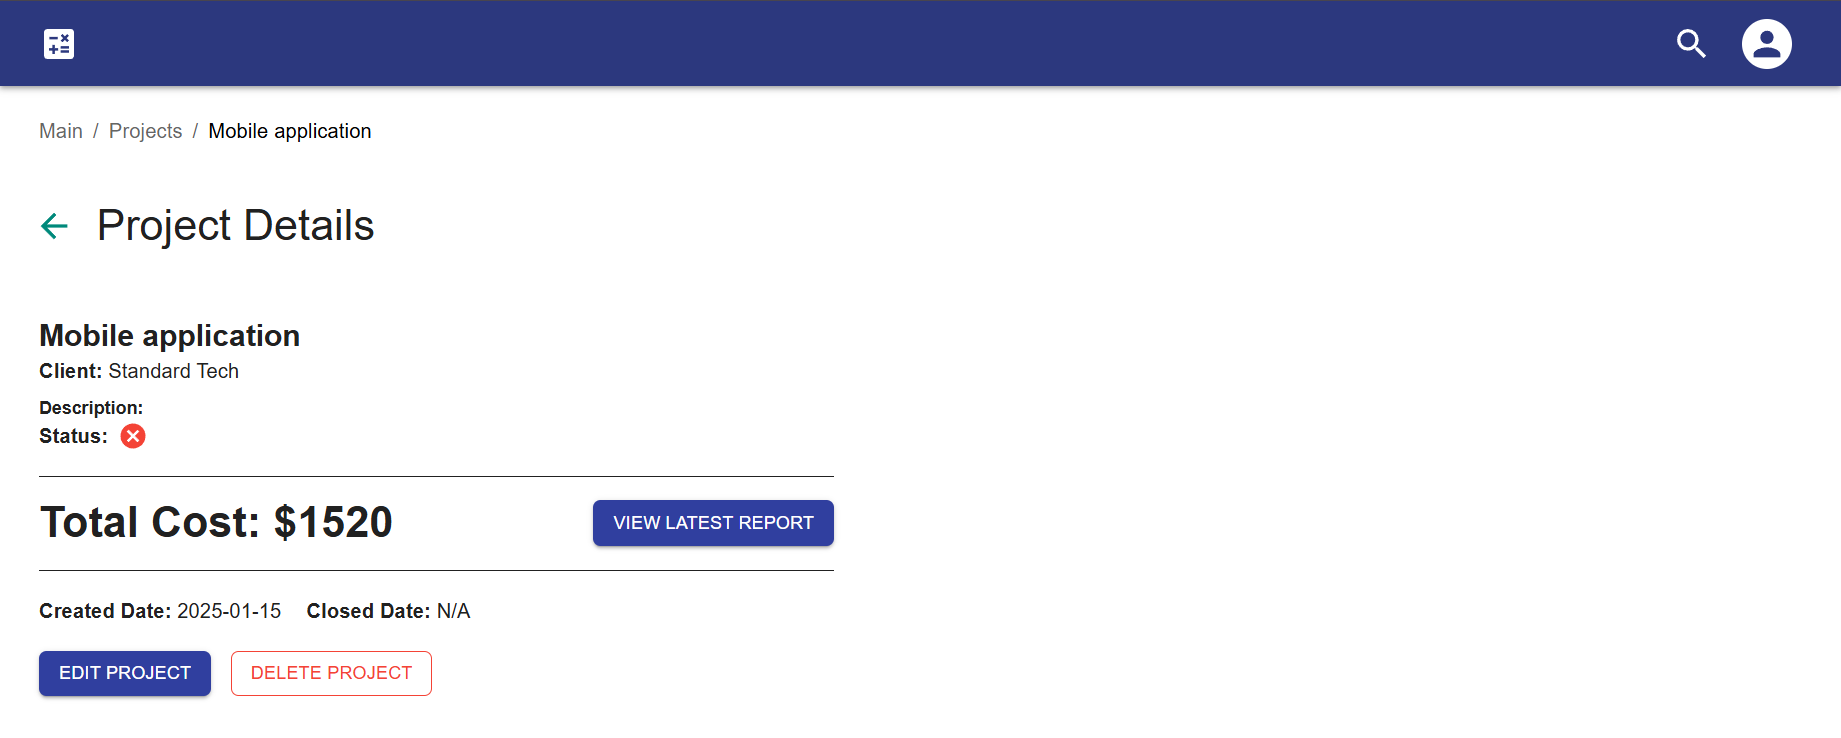 Main / Projects / Mobile application
Project Details
Mobile application
Client: Standard Tech
Description:
Status:
Total Cost: $1520
VIEW LATEST REPORT
Created Date: 2025-01-15 Closed Date: N/A
EDIT PROJECT
DELETE PROJECT